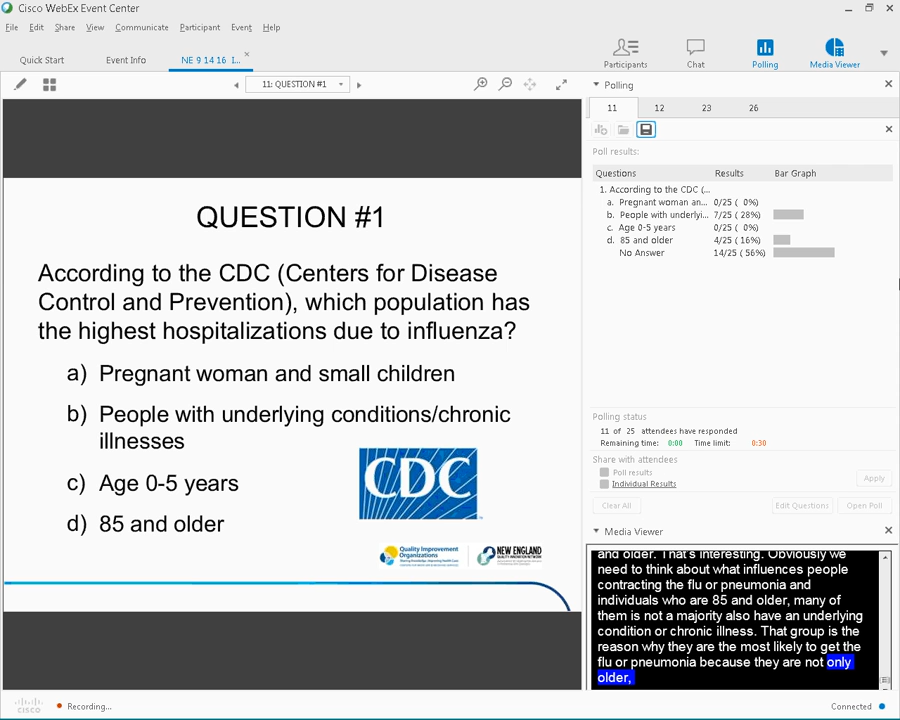 Cisco WebEx Event Center
File Edit Share View Communicate Participant Event Help
Quick Start Event Info NE 9 14 16 I...
Participants Chat Polling Media Viewer
11: QUESTION #1
QUESTION #1
According to the CDC (Centers for Disease
Control and Prevention), which population has
the highest hospitalizations due to influenza?
a) Pregnant woman and small children
b) People with underlying conditions/chronic
illnesses
c) Age 0-5 years
d) 85 and older
CDC
Quality Improvement
Organizations
NEW ENGLAND
Polling
11 12 23 26
Poll results:
Questions Results Bar Graph
1. According to the CDC (...
a. Pregnant woman an... 0/25 ( 0%)
b. People with underlyi... 7/25 ( 28%)
c. Age 0-5 years 0/25 ( 0%)
d. 85 and older 4/25 ( 16%)
No Answer 14/25 ( 56%)
Polling status
11 of 25 attendees have responded
Remaining time: 0:00 Time limit: 0:30
Share with attendees
Poll results
Individual Results
Apply
Clear All Edit Questions Open Poll
Media Viewer
and older. That's interesting. Obviously we
need to think about what influences people
contracting the flu or pneumonia and
individuals who are 85 and older, many of
them is not a majority also have an underlying
condition or chronic illness. That group is the
reason why they are the most likely to get the
flu or pneumonia because they are not only
older,
cisco Recording... Connected